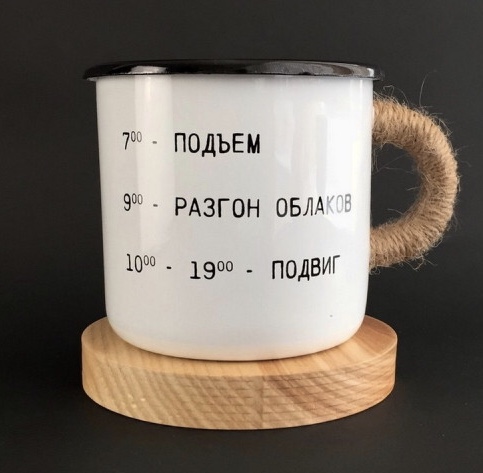 7⁰⁰ - ПОДЪЕМ
9⁰⁰ - РАЗГОН ОБЛАКОВ
10⁰⁰ - 19⁰⁰ - ПОДВИГ